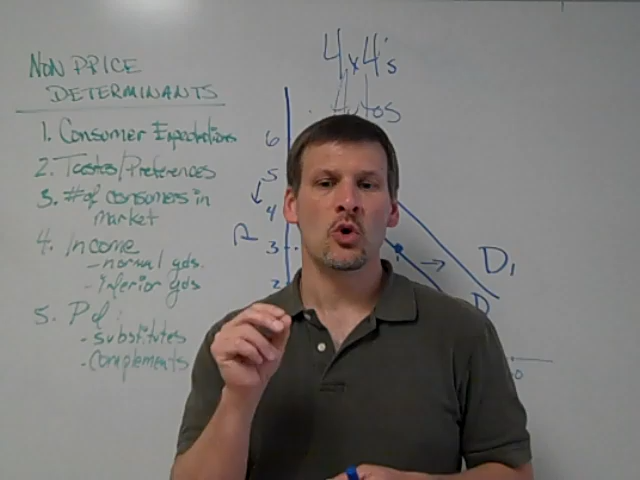 NON PRICE
DETERMINANTS
1. Consumer Expectations
2. Tastes/Preferences
3. # of consumers in
market
4. Income
- normal gds.
- inferior gds
5. P of:
- substitutes
- complements
4x4's
Autos
6
5
4
3
2
P
D1
D
0